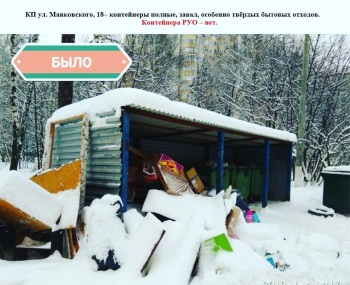 КП ул. Маяковского, 18– контейнеры полные, завал, особенно твёрдых бытовых отходов.
Контейнера РУО – нет.
БЫЛО